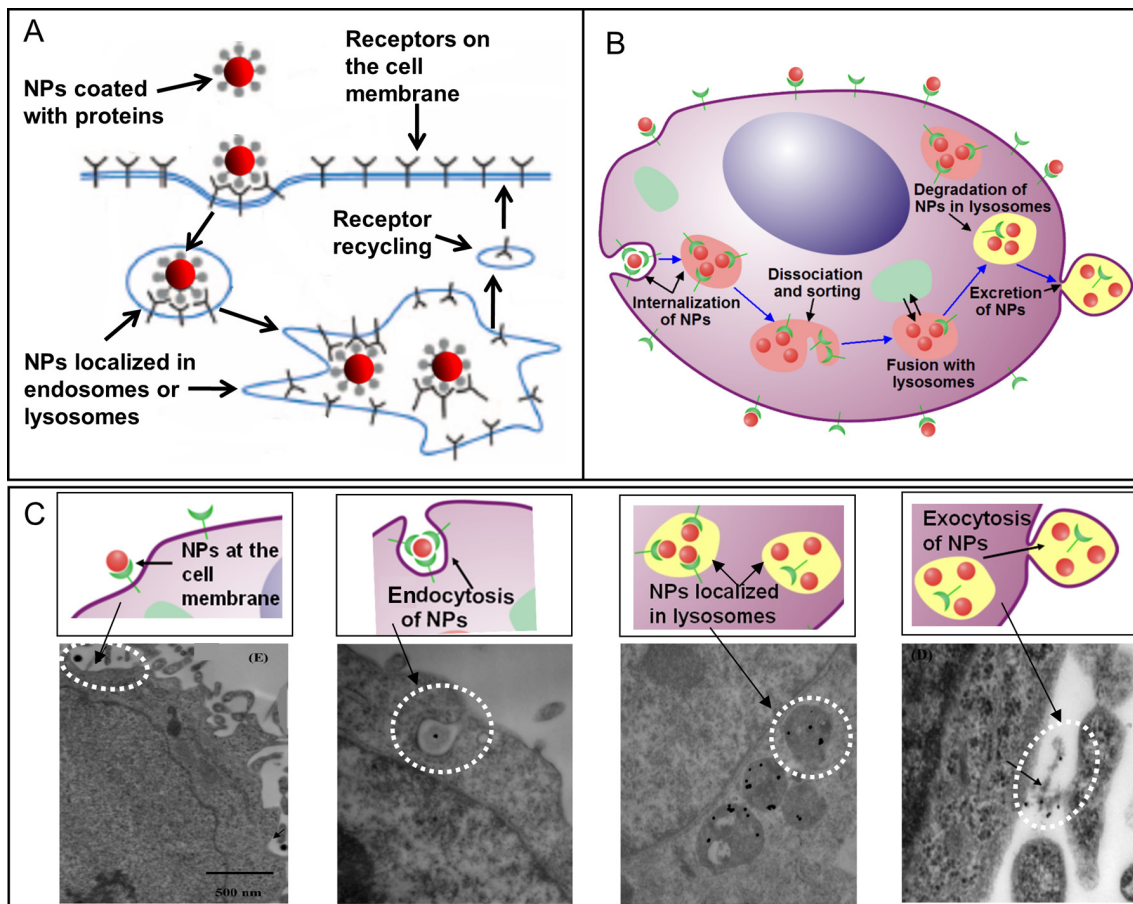 A
NPs coated
with proteins
Receptors on
the cell
membrane
Receptor
recycling
NPs localized in
endosomes or
lysosomes
B
Degradation of
NPs in lysosomes
Internalization
of NPs
Dissociation
and sorting
Excretion
of NPs
Fusion with
lysosomes
C
NPs at the
cell
membrane
Endocytosis
of NPs
NPs localized
in lysosomes
Exocytosis
of NPs
(E)
500 nm
(D)